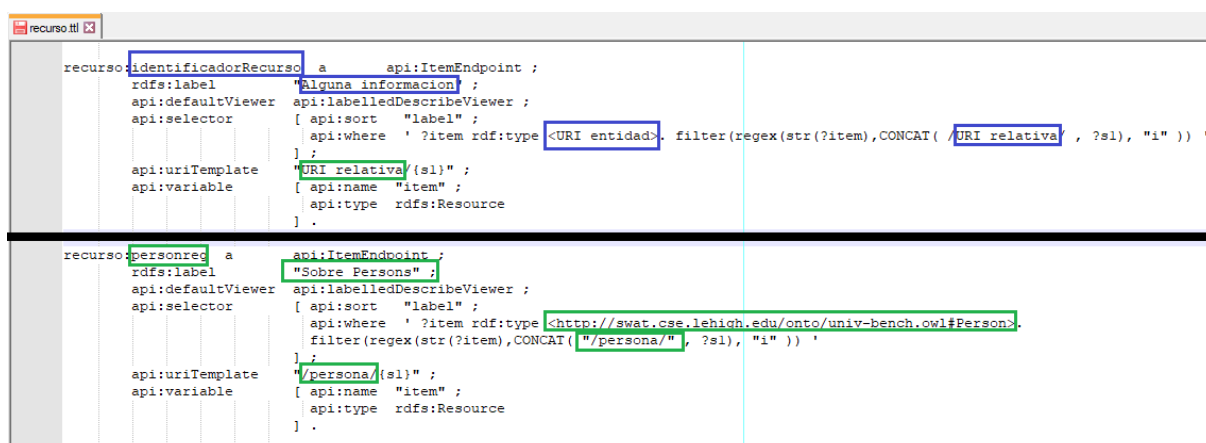 recurso.ttl
recurso:identificadorRecurso a api:ItemEndpoint ;
rdfs:label "Alguna informacion" ;
api:defaultViewer api:labelledDescribeViewer ;
api:selector [ api:sort "label" ;
api:where ' ?item rdf:type <URI entidad>. filter(regex(str(?item),CONCAT( /URI relativa/ , ?s1), "i" )) '
] ;
api:uriTemplate "URI relativa/{s1}" ;
api:variable [ api:name "item" ;
api:type rdfs:Resource
] .
recurso:personreg a api:ItemEndpoint ;
rdfs:label "Sobre Persons" ;
api:defaultViewer api:labelledDescribeViewer ;
api:selector [ api:sort "label" ;
api:where ' ?item rdf:type <http://swat.cse.lehigh.edu/onto/univ-bench.owl#Person>.
filter(regex(str(?item),CONCAT( "/persona/" , ?s1), "i" )) '
] ;
api:uriTemplate "/persona/{s1}" ;
api:variable [ api:name "item" ;
api:type rdfs:Resource
] .